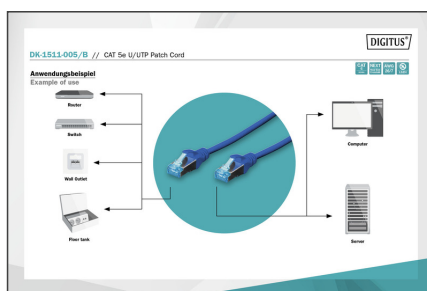 DIGITUS®
DK-1511-005/B // CAT 5e U/UTP Patch Cord
Anwendungsbeispiel
Example of use
Router
Switch
Wall Outlet
Floor tank
Computer
Server